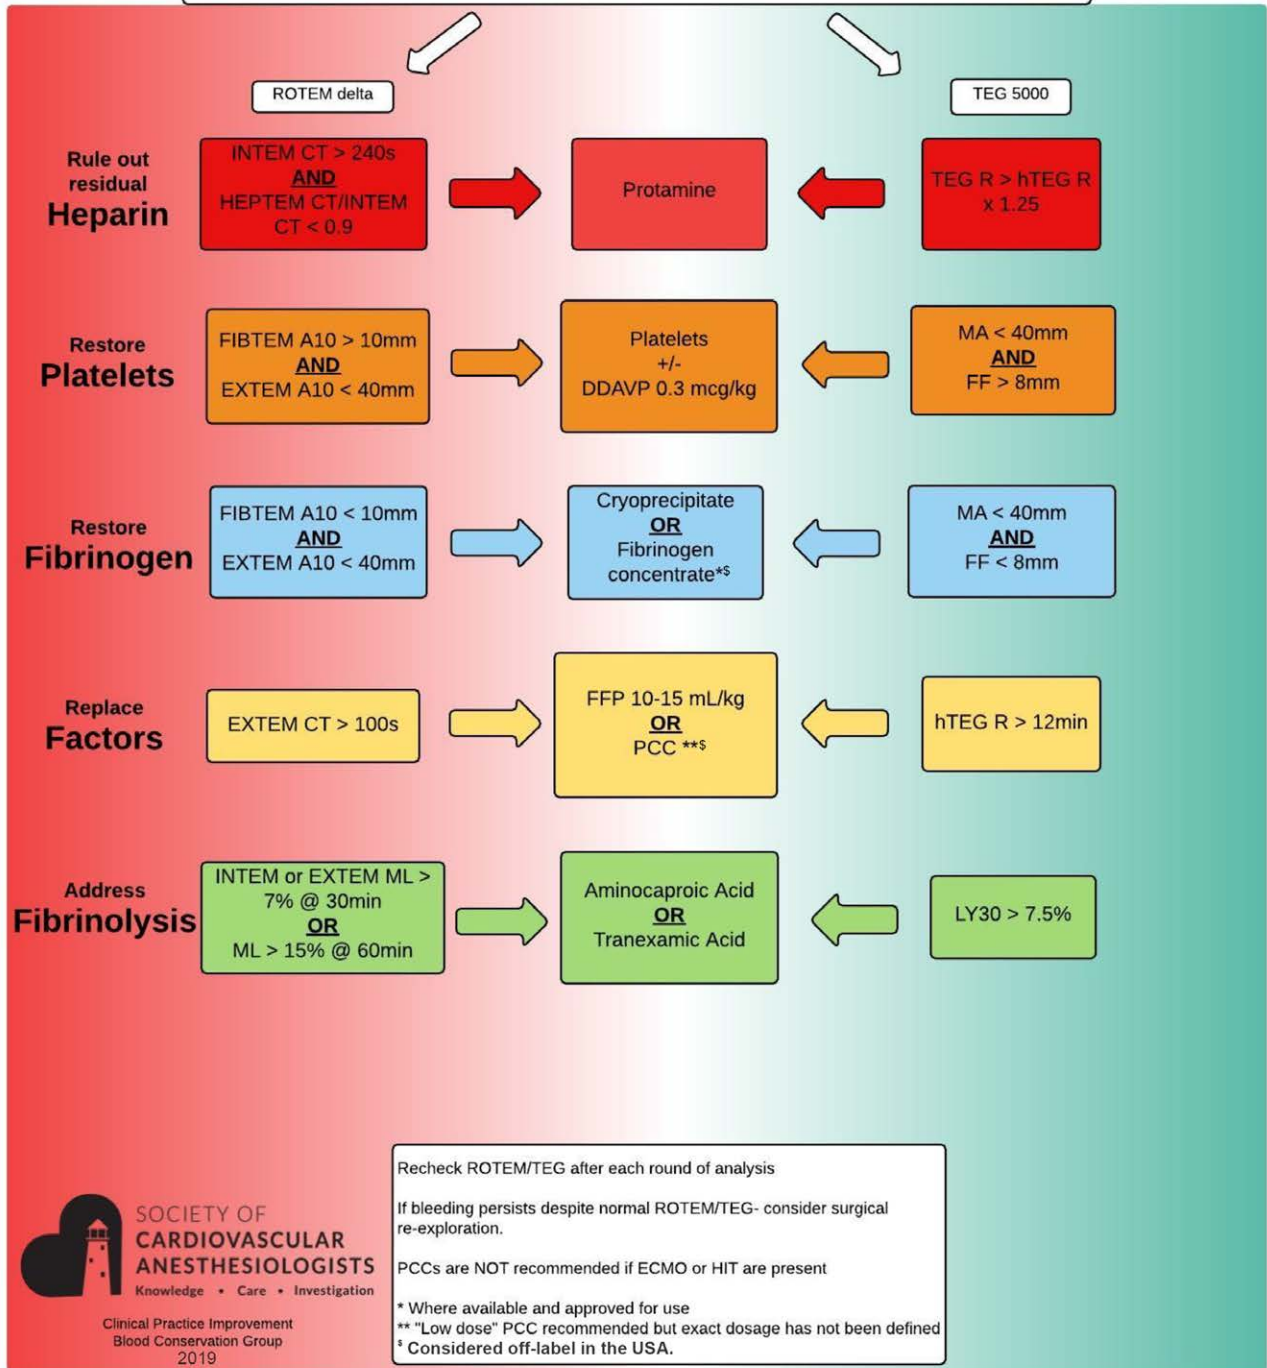 ROTEM delta
TEG 5000
Rule out
residual
Heparin
INTEM CT > 240s
AND
HEPTEM CT/INTEM
CT < 0.9
Protamine
TEG R > hTEG R
x 1.25
Restore
Platelets
FIBTEM A10 > 10mm
AND
EXTEM A10 < 40mm
Platelets
+/-
DDAVP 0.3 mcg/kg
MA < 40mm
AND
FF > 8mm
Restore
Fibrinogen
FIBTEM A10 < 10mm
AND
EXTEM A10 < 40mm
Cryoprecipitate
OR
Fibrinogen
concentrate*$
MA < 40mm
AND
FF < 8mm
Replace
Factors
EXTEM CT > 100s
FFP 10-15 mL/kg
OR
PCC **$
hTEG R > 12min
Address
Fibrinolysis
INTEM or EXTEM ML >
7% @ 30min
OR
ML > 15% @ 60min
Aminocaproic Acid
OR
Tranexamic Acid
LY30 > 7.5%
SOCIETY OF
CARDIOVASCULAR
ANESTHESIOLOGISTS
Knowledge • Care • Investigation
Clinical Practice Improvement
Blood Conservation Group
2019
Recheck ROTEM/TEG after each round of analysis
If bleeding persists despite normal ROTEM/TEG- consider surgical
re-exploration.
PCCs are NOT recommended if ECMO or HIT are present
* Where available and approved for use
** "Low dose" PCC recommended but exact dosage has not been defined
$ Considered off-label in the USA.